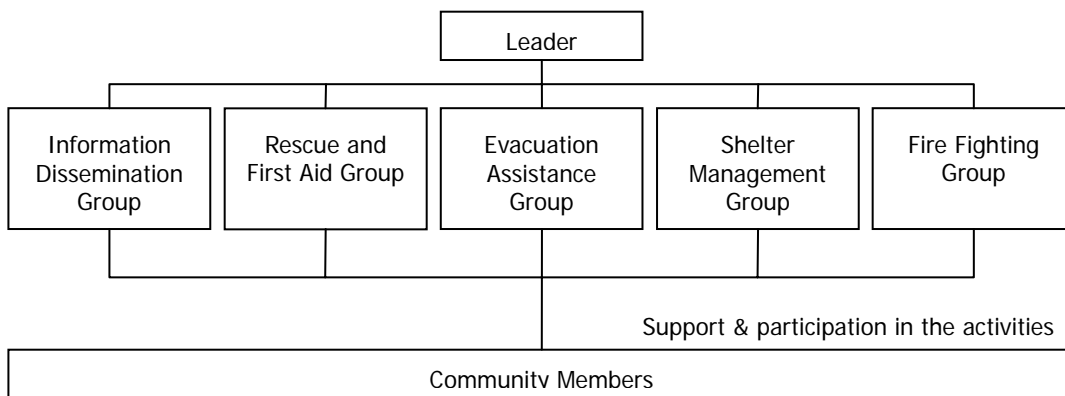 Leader
Information
Dissemination
Group
Rescue and
First Aid Group
Evacuation
Assistance
Group
Shelter
Management
Group
Fire Fighting
Group
Support & participation in the activities
Community Members